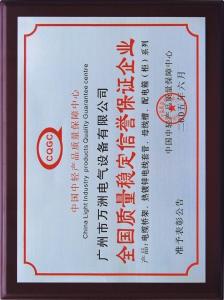 CQGC
中国中轻产品质量保障中心
China Light Industry products Quality Guarantee centre
广州市万洲电气设备有限公司
全国质量稳定信誉保证企业
产品：电缆桥架、热镀锌电线套管、母线槽、配电箱（柜）系列
准予表彰公告
中国中轻产品质量保障中心
二〇〇五年六月